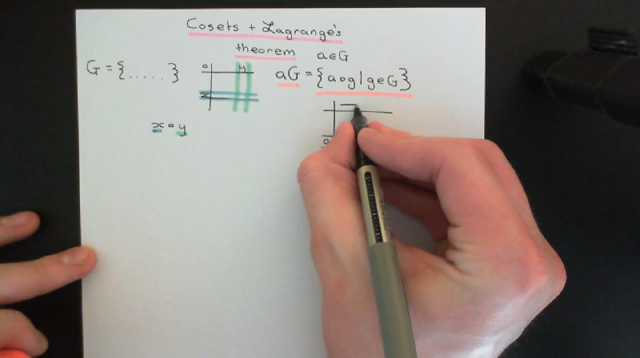 Cosets + Lagrange's
theorem
a∈G
G = {.....}
o y
x
aG = {a∘g | g∈G}
x = y